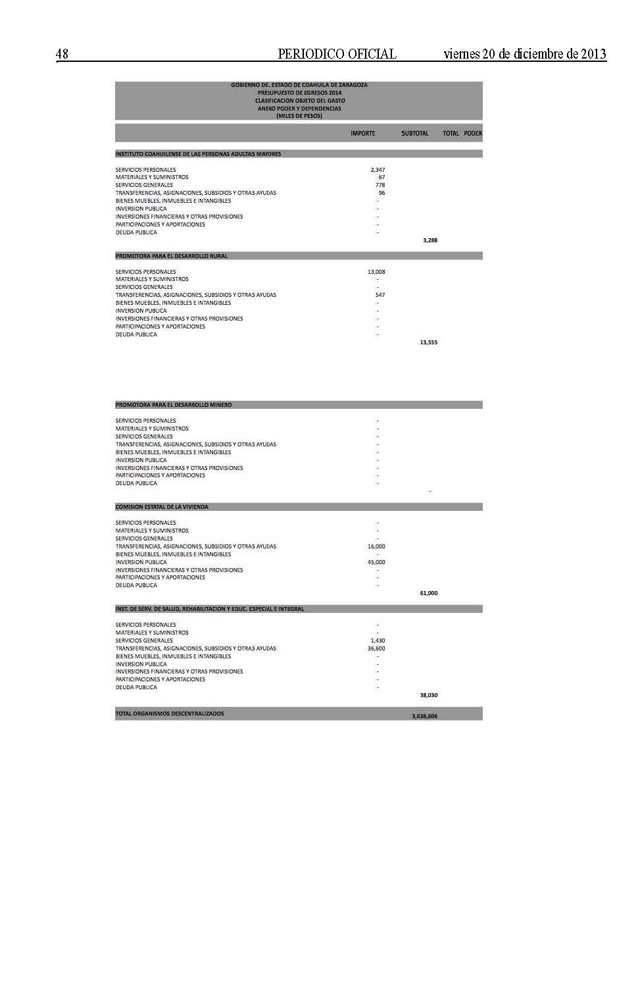 48 PERIODICO OFICIAL viernes 20 de diciembre de 2013
GOBIERNO DEL ESTADO DE COAHUILA DE ZARAGOZA
PRESUPUESTO DE EGRESOS 2014
CLASIFICACION OBJETO DEL GASTO
ANEXO PODER Y DEPENDENCIAS
(MILES DE PESOS)
IMPORTE SUBTOTAL TOTAL PODER
INSTITUTO COAHUILENSE DE LAS PERSONAS ADULTAS MAYORES
SERVICIOS PERSONALES 2,347
MATERIALES Y SUMINISTROS 67
SERVICIOS GENERALES 778
TRANSFERENCIAS, ASIGNACIONES, SUBSIDIOS Y OTRAS AYUDAS 96
BIENES MUEBLES, INMUEBLES E INTANGIBLES -
INVERSION PUBLICA -
INVERSIONES FINANCIERAS Y OTRAS PROVISIONES -
PARTICIPACIONES Y APORTACIONES -
DEUDA PUBLICA -
3,288
PROMOTORA PARA EL DESARROLLO RURAL
SERVICIOS PERSONALES 13,008
MATERIALES Y SUMINISTROS -
SERVICIOS GENERALES -
TRANSFERENCIAS, ASIGNACIONES, SUBSIDIOS Y OTRAS AYUDAS 547
BIENES MUEBLES, INMUEBLES E INTANGIBLES -
INVERSION PUBLICA -
INVERSIONES FINANCIERAS Y OTRAS PROVISIONES -
PARTICIPACIONES Y APORTACIONES -
DEUDA PUBLICA -
13,555
PROMOTORA PARA EL DESARROLLO MINERO
SERVICIOS PERSONALES -
MATERIALES Y SUMINISTROS -
SERVICIOS GENERALES -
TRANSFERENCIAS, ASIGNACIONES, SUBSIDIOS Y OTRAS AYUDAS -
BIENES MUEBLES, INMUEBLES E INTANGIBLES -
INVERSION PUBLICA -
INVERSIONES FINANCIERAS Y OTRAS PROVISIONES -
PARTICIPACIONES Y APORTACIONES -
DEUDA PUBLICA -
-
COMISION ESTATAL DE LA VIVIENDA
SERVICIOS PERSONALES -
MATERIALES Y SUMINISTROS -
SERVICIOS GENERALES -
TRANSFERENCIAS, ASIGNACIONES, SUBSIDIOS Y OTRAS AYUDAS 16,000
BIENES MUEBLES, INMUEBLES E INTANGIBLES -
INVERSION PUBLICA 45,000
INVERSIONES FINANCIERAS Y OTRAS PROVISIONES -
PARTICIPACIONES Y APORTACIONES -
DEUDA PUBLICA -
61,000
INST. DE SERV. DE SALUD, REHABILITACION Y EDUC. ESPECIAL E INTEGRAL
SERVICIOS PERSONALES -
MATERIALES Y SUMINISTROS -
SERVICIOS GENERALES 1,430
TRANSFERENCIAS, ASIGNACIONES, SUBSIDIOS Y OTRAS AYUDAS 36,600
BIENES MUEBLES, INMUEBLES E INTANGIBLES -
INVERSION PUBLICA -
INVERSIONES FINANCIERAS Y OTRAS PROVISIONES -
PARTICIPACIONES Y APORTACIONES -
DEUDA PUBLICA -
38,030
TOTAL ORGANISMOS DESCENTRALIZADOS 3,638,606